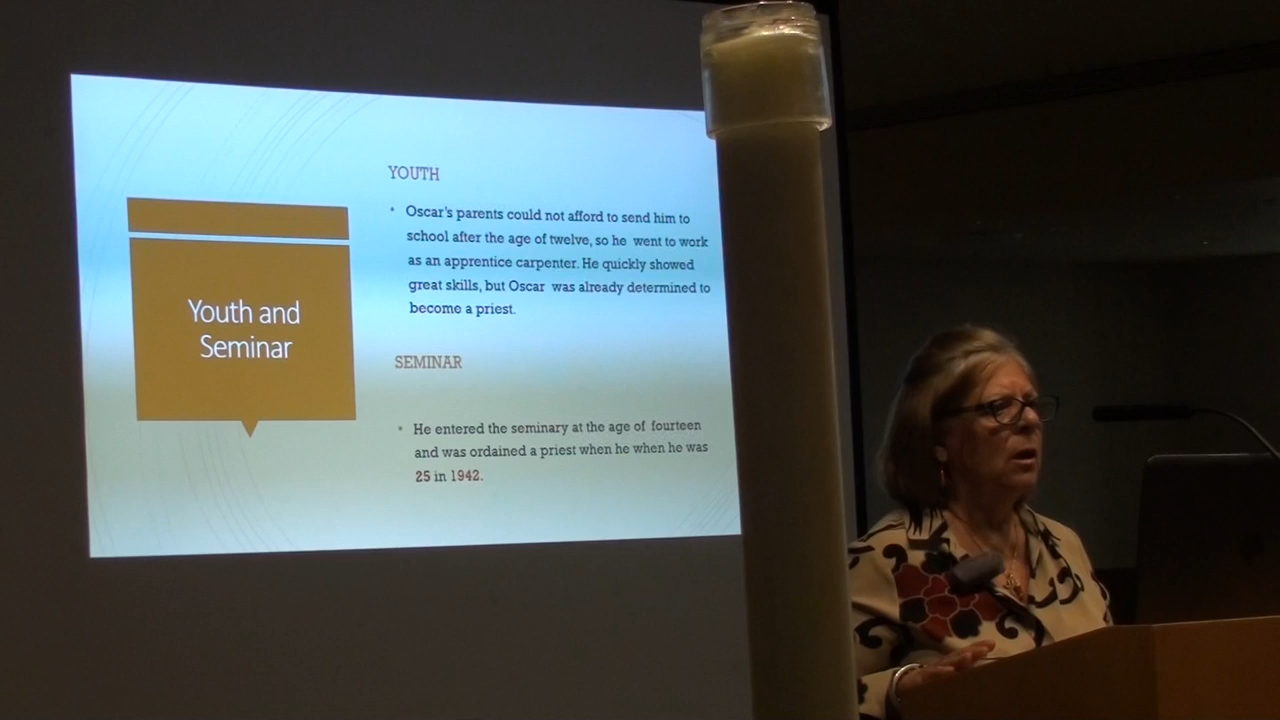 Youth and
Seminar
YOUTH
• Oscar's parents could not afford to send him to
school after the age of twelve, so he went to work
as an apprentice carpenter. He quickly showed
great skills, but Oscar was already determined to
become a priest.
SEMINAR
• He entered the seminary at the age of fourteen
and was ordained a priest when he when he was
25 in 1942.